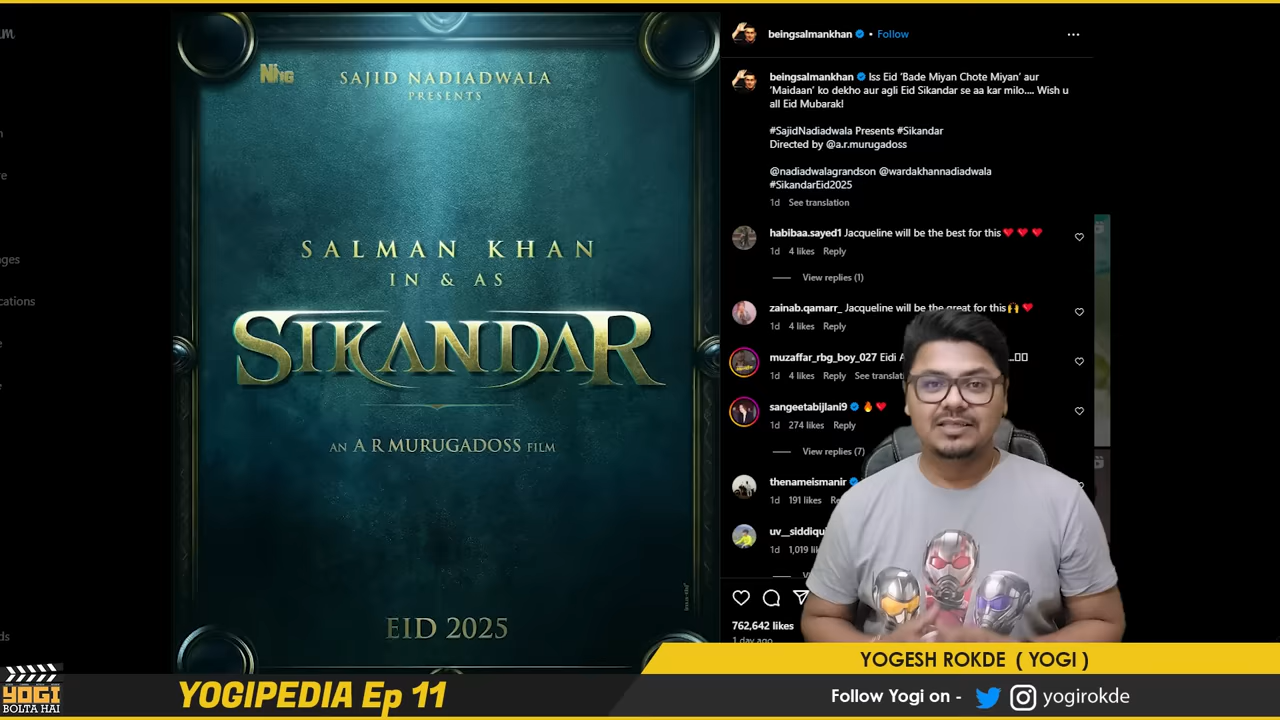 NNG
SAJID NADIADWALA
PRESENTS
SALMAN KHAN
IN & AS
SIKANDAR
AN A R MURUGADOSS FILM
EID 2025
beingsalmankhan • Follow
beingsalmankhan Iss Eid ‘Bade Miyan Chote Miyan’ aur
‘Maidaan’ ko dekho aur agli Eid Sikandar se aa kar milo.... Wish u
all Eid Mubarak!
#SajidNadiadwala Presents #Sikandar
Directed by @a.r.murugadoss
@nadiadwalagrandson @wardakhannadiadwala
#SikandarEid2025
1d See translation
habibaa.sayed1 Jacqueline will be the best for this❤️❤️❤️
1d 4 likes Reply
View replies (1)
zainab.qamarr_ Jacqueline will be the great for this🙌❤️
1d 4 likes Reply
muzaffar_rbg_boy_027 Eidi
1d 4 likes Reply
sangeetabijlani9 🔥❤️
1d 274 likes Reply
View replies (7)
thenameismanir
1d 191 likes
uv__siddiqu
1d 1,019
762,642 likes
1 day ago
ges
cations
YOGESH ROKDE ( YOGI )
YOGI
BOLTA HAI
YOGIPEDIA Ep 11
Follow Yogi on - yogirokde